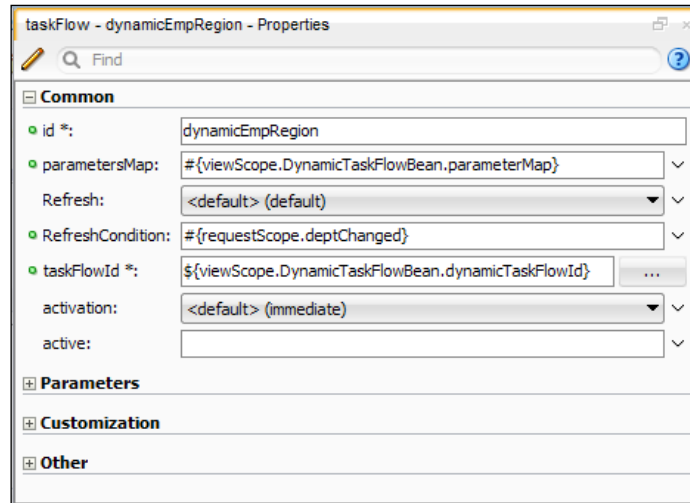 taskFlow - dynamicEmpRegion - Properties
Find
Common
id *: dynamicEmpRegion
parametersMap: #{viewScope.DynamicTaskFlowBean.parameterMap}
Refresh: <default> (default)
RefreshCondition: #{requestScope.deptChanged}
taskFlowId *: ${viewScope.DynamicTaskFlowBean.dynamicTaskFlowId} ...
activation: <default> (immediate)
active:
Parameters
Customization
Other